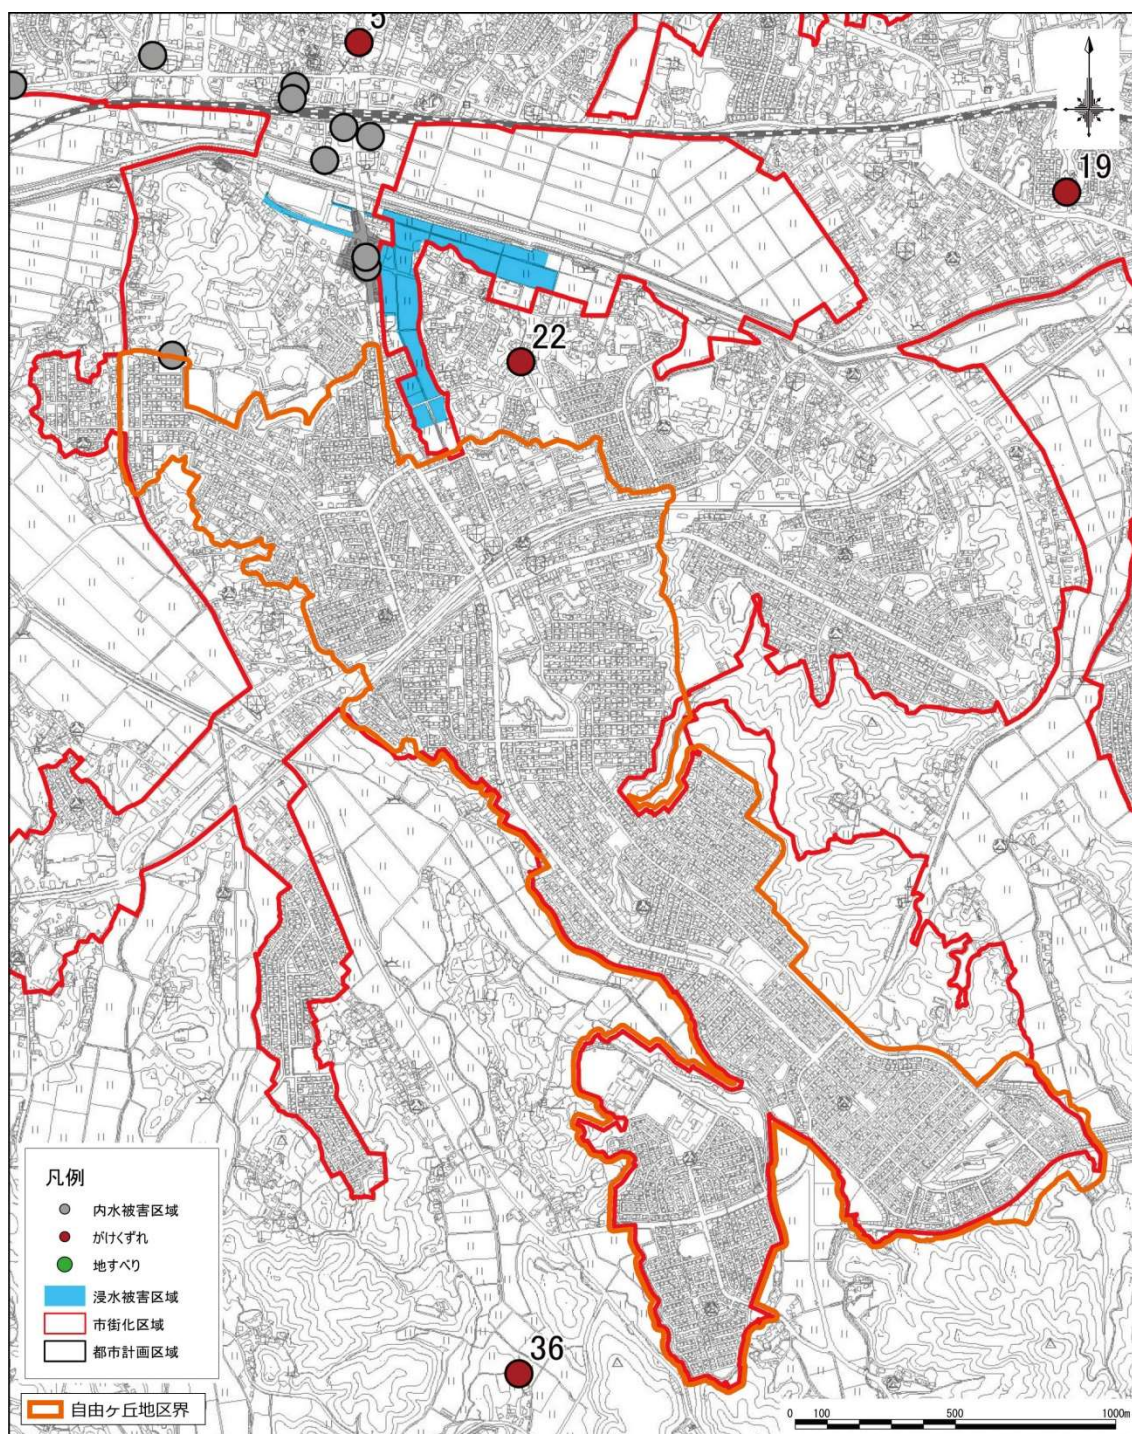 5
19
22
凡例
内水被害区域
がけくずれ
地すべり
浸水被害区域
市街化区域
都市計画区域
36
自由ヶ丘地区界
0 100 500 1000m